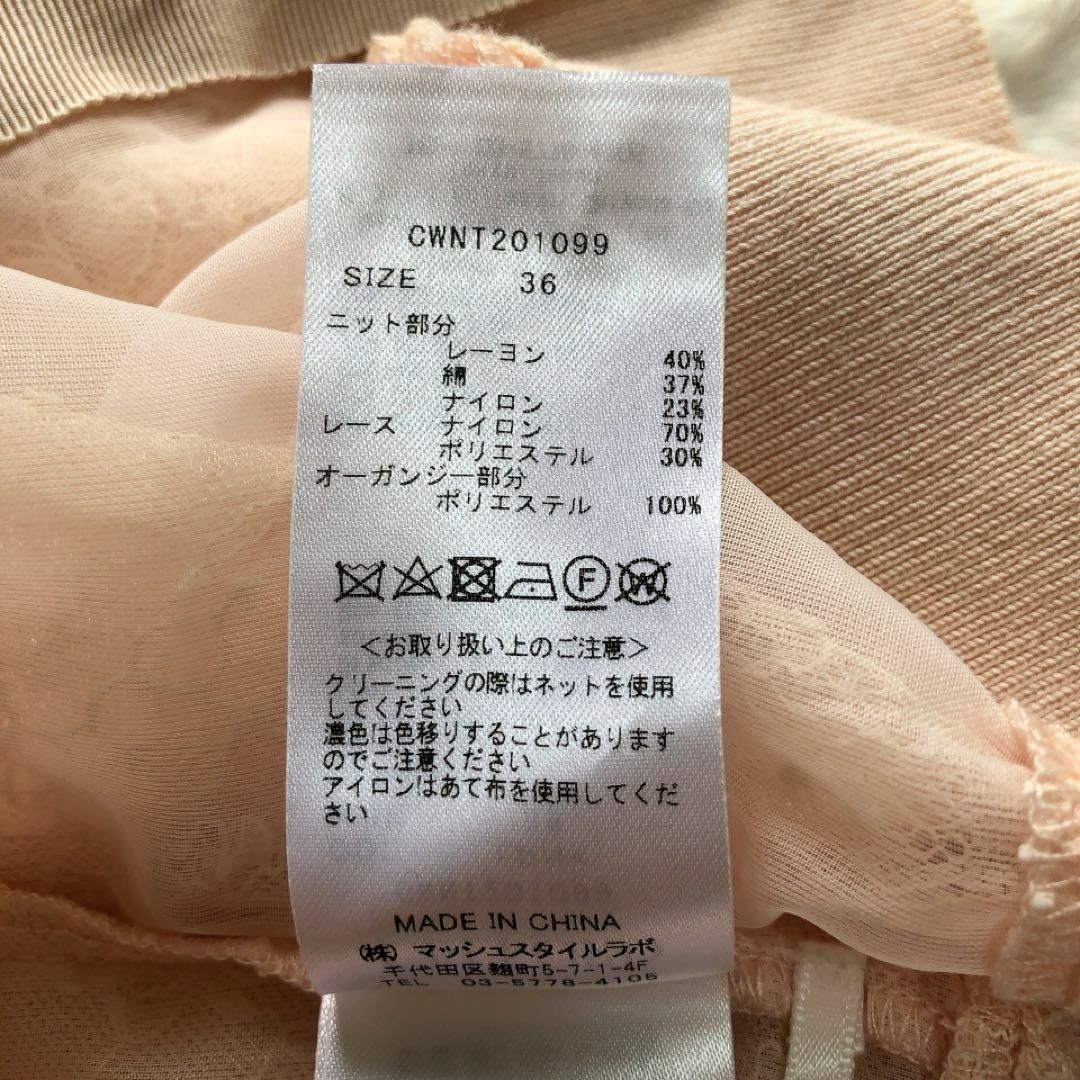 CWNT201099
SIZE 36
ニット部分
レーヨン 40%
綿 37%
ナイロン 23%
レース ナイロン 70%
ポリエステル 30%
オーガンジー部分
ポリエステル 100%
F W
<お取り扱い上のご注意>
クリーニングの際はネットを使用
してください
濃色は色移りすることがあります
のでご注意ください
アイロンはあて布を使用してくだ
さい
MADE IN CHINA
(株) マッシュスタイルラボ
千代田区麹町5-7-1-4F
TEL 03-5778-4105